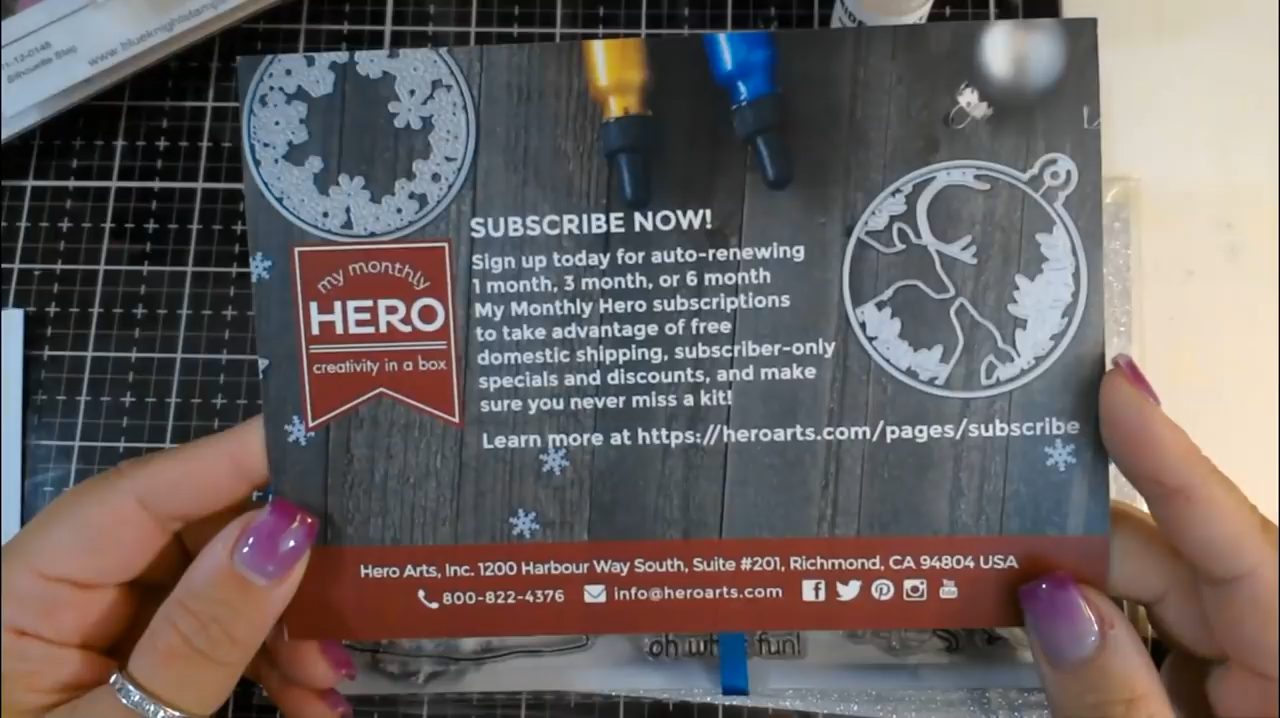 www.blueknightstamp
SUBSCRIBE NOW!
Sign up today for auto-renewing
1 month, 3 month, or 6 month
My Monthly Hero subscriptions
to take advantage of free
domestic shipping, subscriber-only
specials and discounts, and make
sure you never miss a kit!
Learn more at https://heroarts.com/pages/subscribe
my monthly
HERO
creativity in a box
Hero Arts, Inc. 1200 Harbour Way South, Suite #201, Richmond, CA 94804 USA
800-822-4376 info@heroarts.com
oh fun!